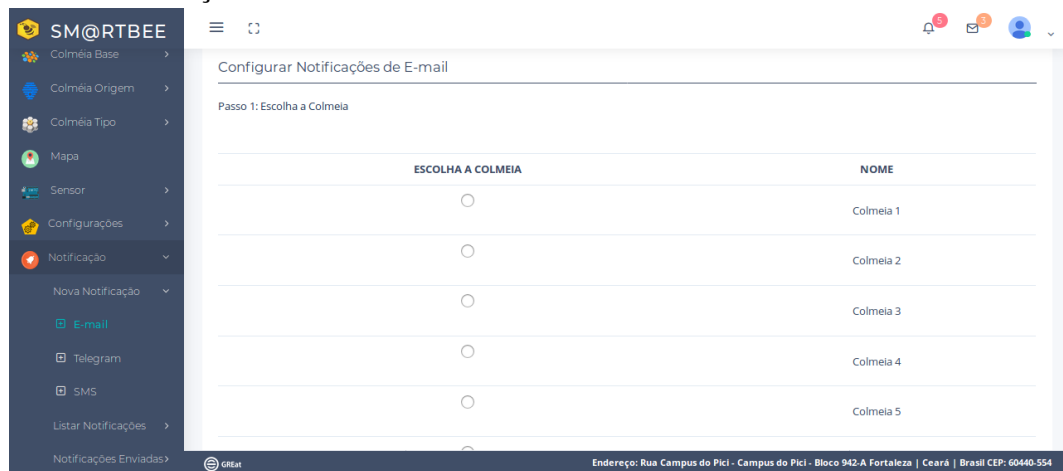 SM@RTBEE
5
3
Colméia Base
Colméia Origem
Colméia Tipo
Mapa
Sensor
Configurações
Notificação
Nova Notificação
E-mail
Telegram
SMS
Listar Notificações
Notificações Enviadas
Configurar Notificações de E-mail
Passo 1: Escolha a Colmeia
ESCOLHA A COLMEIA NOME
Colmeia 1
Colmeia 2
Colmeia 3
Colmeia 4
Colmeia 5
GREat Endereço: Rua Campus do Pici - Campus do Pici - Bloco 942-A Fortaleza | Ceará | Brasil CEP: 60440-554